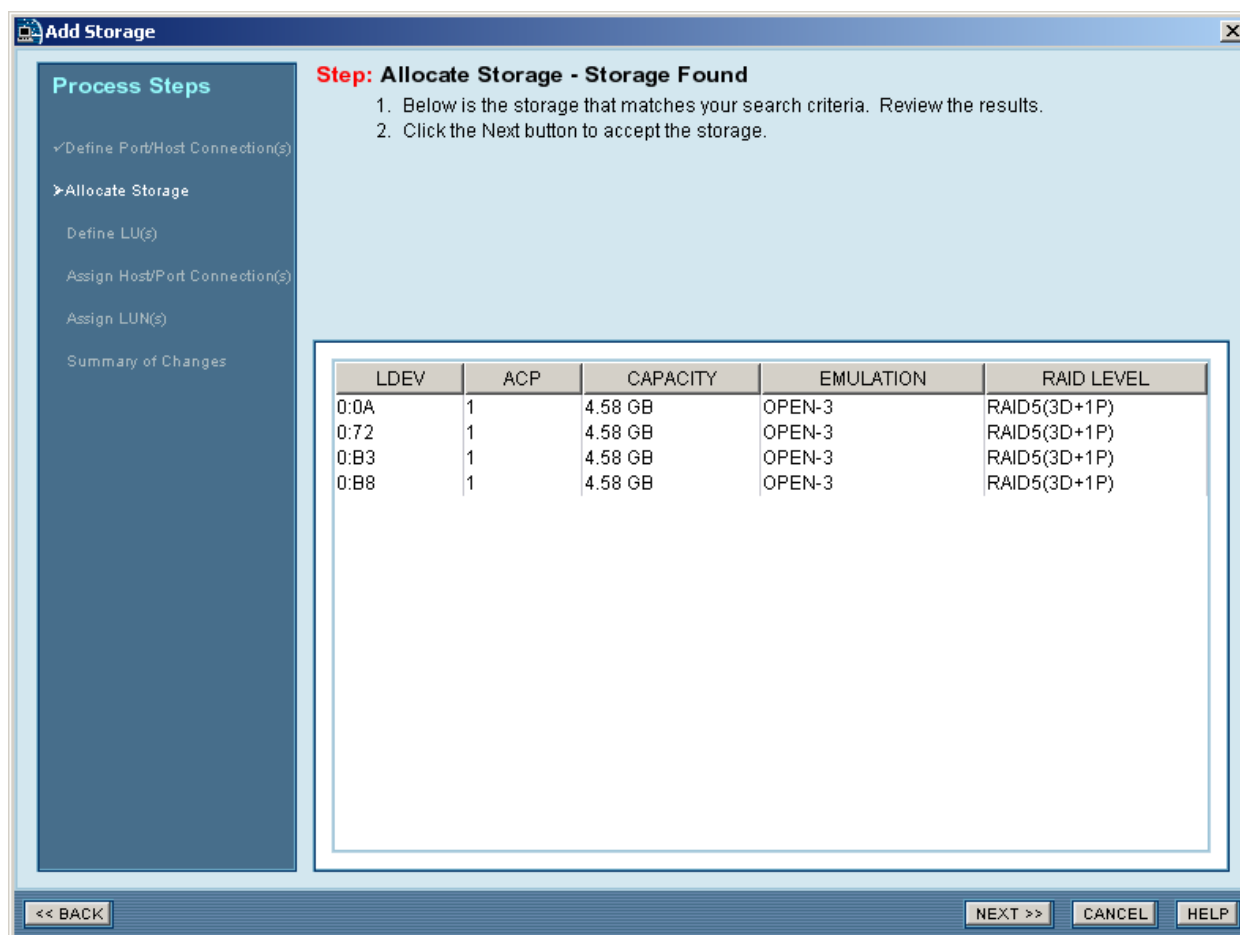 Add Storage
Process Steps
✓Define Port/Host Connection(s)
➢Allocate Storage
Define LU(s)
Assign Host/Port Connection(s)
Assign LUN(s)
Summary of Changes
Step: Allocate Storage - Storage Found
1. Below is the storage that matches your search criteria. Review the results.
2. Click the Next button to accept the storage.
LDEV ACP CAPACITY EMULATION RAID LEVEL
0:0A 1 4.58 GB OPEN-3 RAID5(3D+1P)
0:72 1 4.58 GB OPEN-3 RAID5(3D+1P)
0:B3 1 4.58 GB OPEN-3 RAID5(3D+1P)
0:B8 1 4.58 GB OPEN-3 RAID5(3D+1P)
<< BACK NEXT >> CANCEL HELP